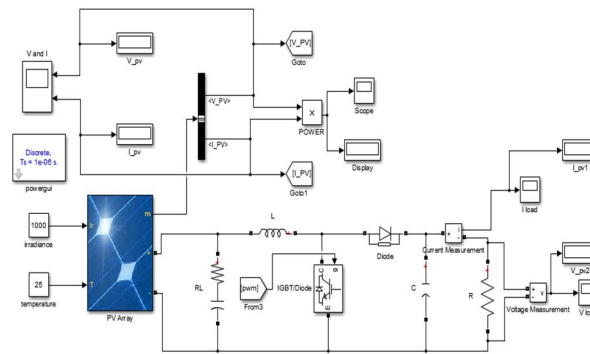 V and I
V_pv
[V_PV]
Goto
<V_PV>
Scope
POWER
I_pv
<I_PV>
Display
Discrete,
Ts = 1e-06 s.
powergui
[I_PV]
Goto1
I_pv1
I load
m
L
1000
irradiance
Ir
+
Diode
+
-
i
Current Measurement
V_pv2
RL
[pwm]
From3
C
g
IGBT/Diode
E
C
R
+
-
v
Voltage Measurement
25
temperature
T
-
PV Array